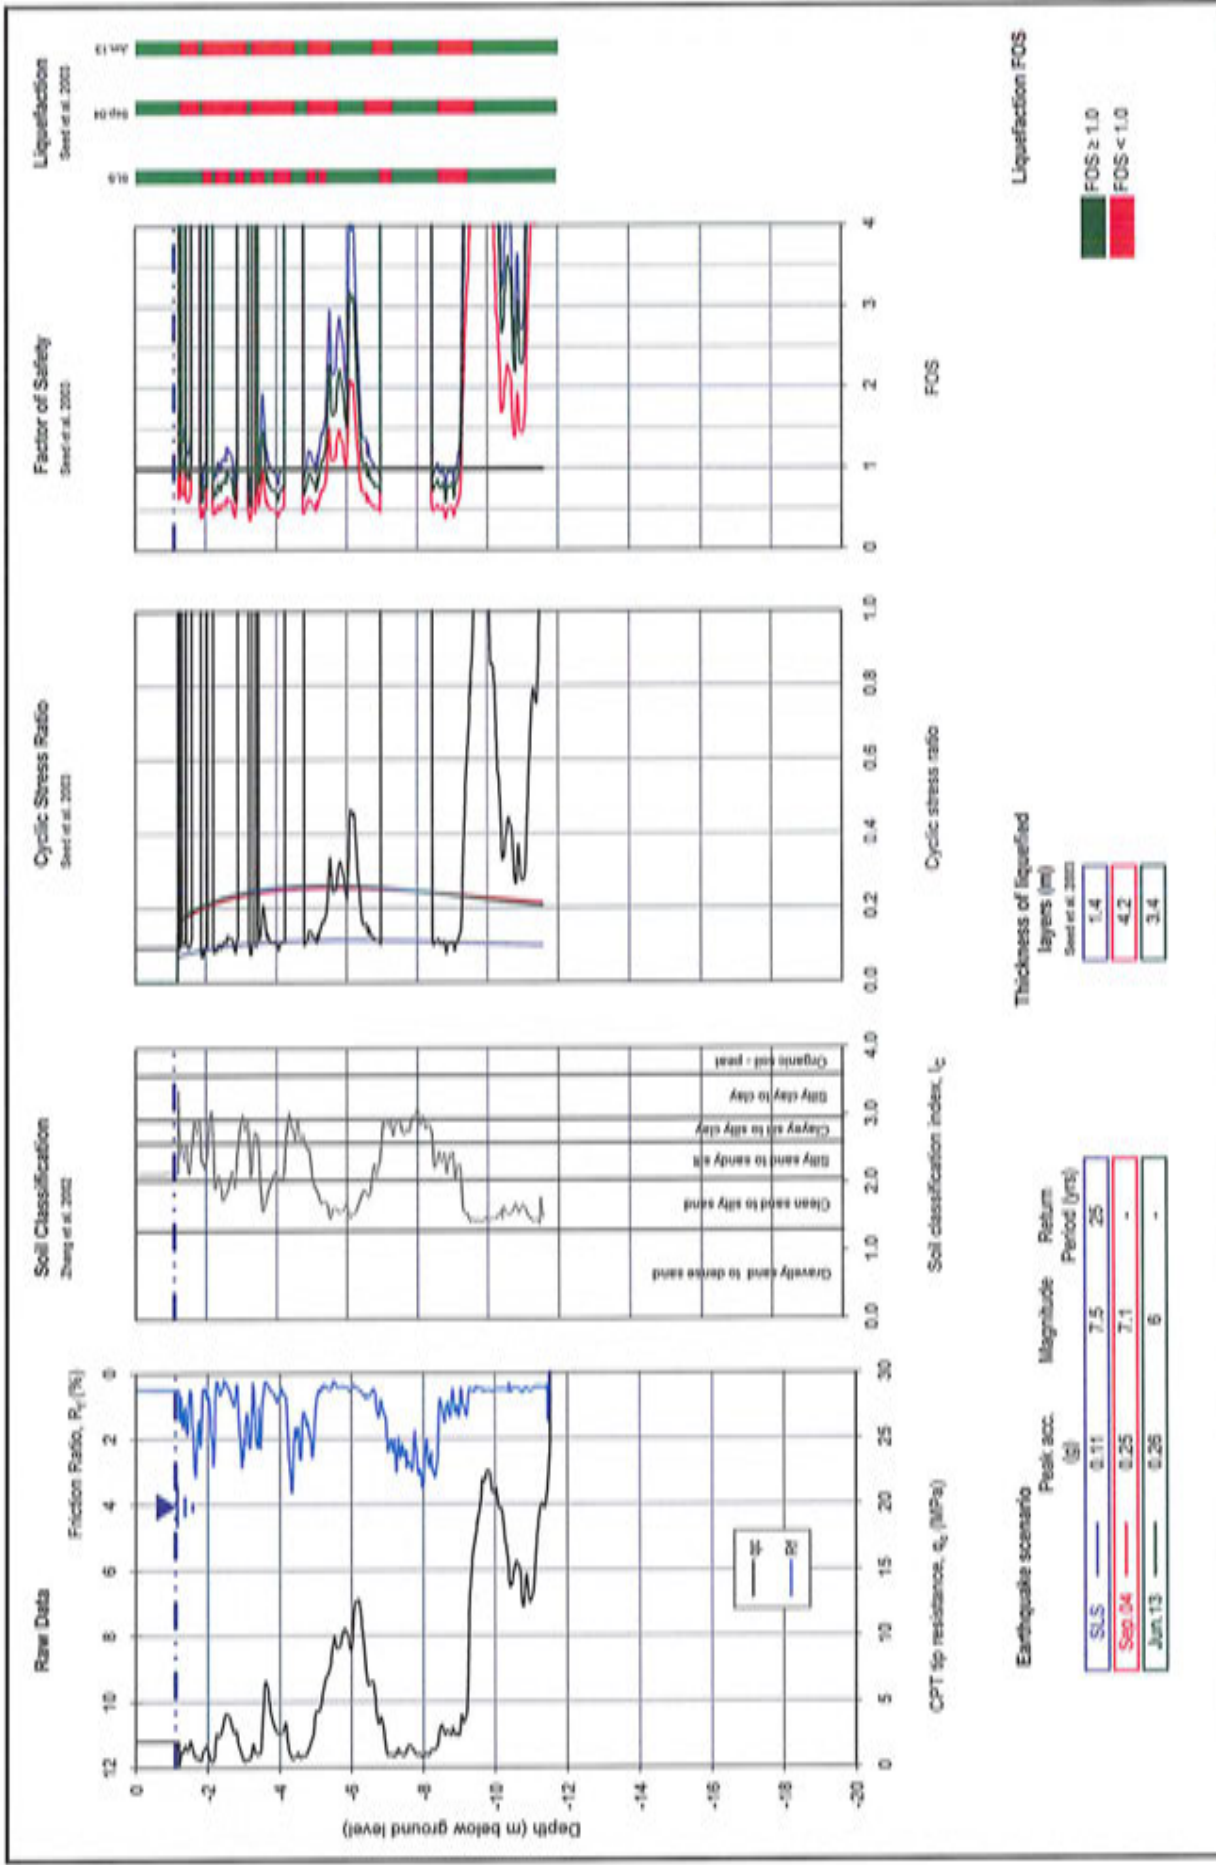 Raw Data
Friction Ratio, Rf (%)
0
2
4
6
8
10
12
0
-2
-4
-6
-8
-10
-12
-14
-16
-18
-20
Depth (m below ground level)
qc
Rf
0
5
10
15
20
25
30
CPT tip resistance, qc (MPa)
Soil Classification
Zhang et al. 2002
Gravelly sand to dense sand
Clean sand to silty sand
Silty sand to sandy silt
Clayey silt to silty clay
Silty clay to clay
Organic soil - peat
0.0
1.0
2.0
3.0
4.0
Soil classification index, IC
Cyclic Stress Ratio
Seed et al. 2003
0.0
0.2
0.4
0.6
0.8
1.0
Cyclic stress ratio
Factor of Safety
Seed et al. 2003
0
1
2
3
4
FOS
Liquefaction
Seed et al. 2003
SLS
Sep.04
Jun.13
Earthquake scenario
Peak acc. (g)
Magnitude
Return Period (yrs)
SLS 0.11 7.5 25
Sep.04 0.25 7.1 -
Jun.13 0.26 6 -
Thickness of liquefied
layers (m)
Seed et al. 2003
1.4
4.2
3.4
Liquefaction FOS
FOS ≥ 1.0
FOS < 1.0